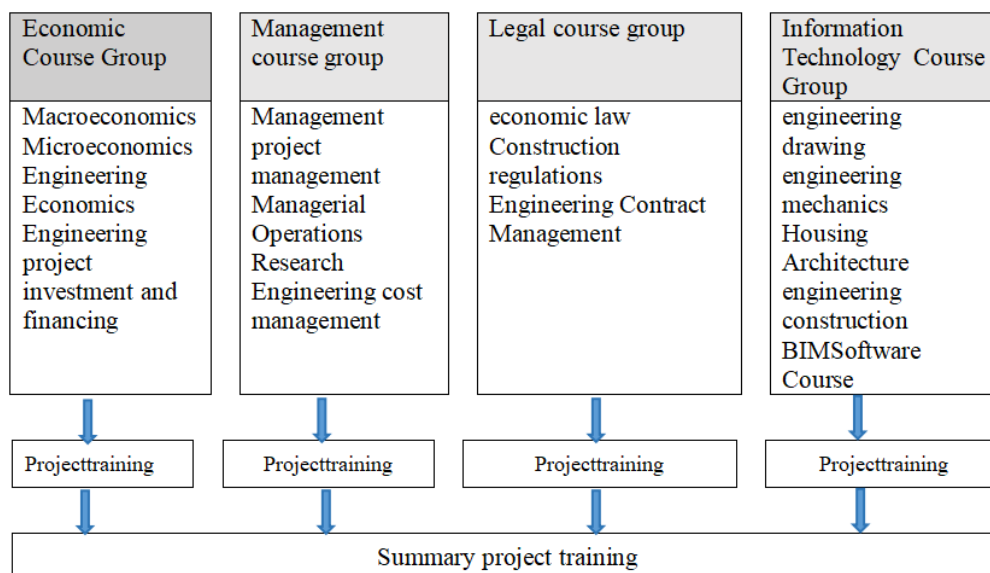 Economic
Course Group
Macroeconomics
Microeconomics
Engineering
Economics
Engineering
project
investment and
financing
Management
course group
Management
project
management
Managerial
Operations
Research
Engineering cost
management
Legal course group
economic law
Construction
regulations
Engineering Contract
Management
Information
Technology Course
Group
engineering
drawing
engineering
mechanics
Housing
Architecture
engineering
construction
BIMSoftware
Course
Projecttraining
Projecttraining
Projecttraining
Projecttraining
Summary project training